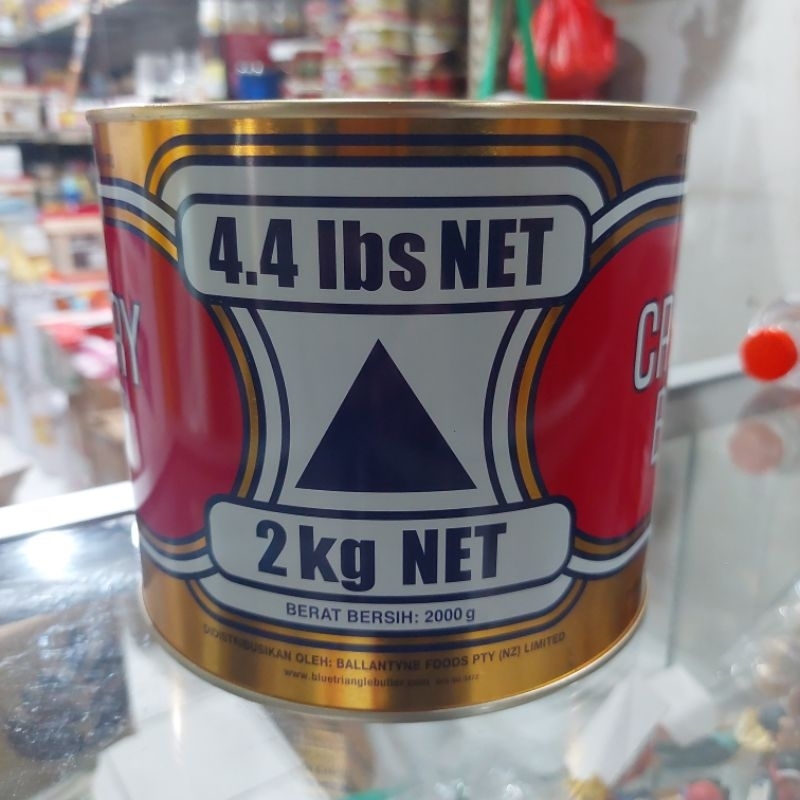 4.4 lbs NET
2 kg NET
BERAT BERSIH: 2000 g
DIDISTRIBUSIKAN OLEH: BALLANTYNE FOODS PTY (NZ) LIMITED
www.bluetrianglebutter.com